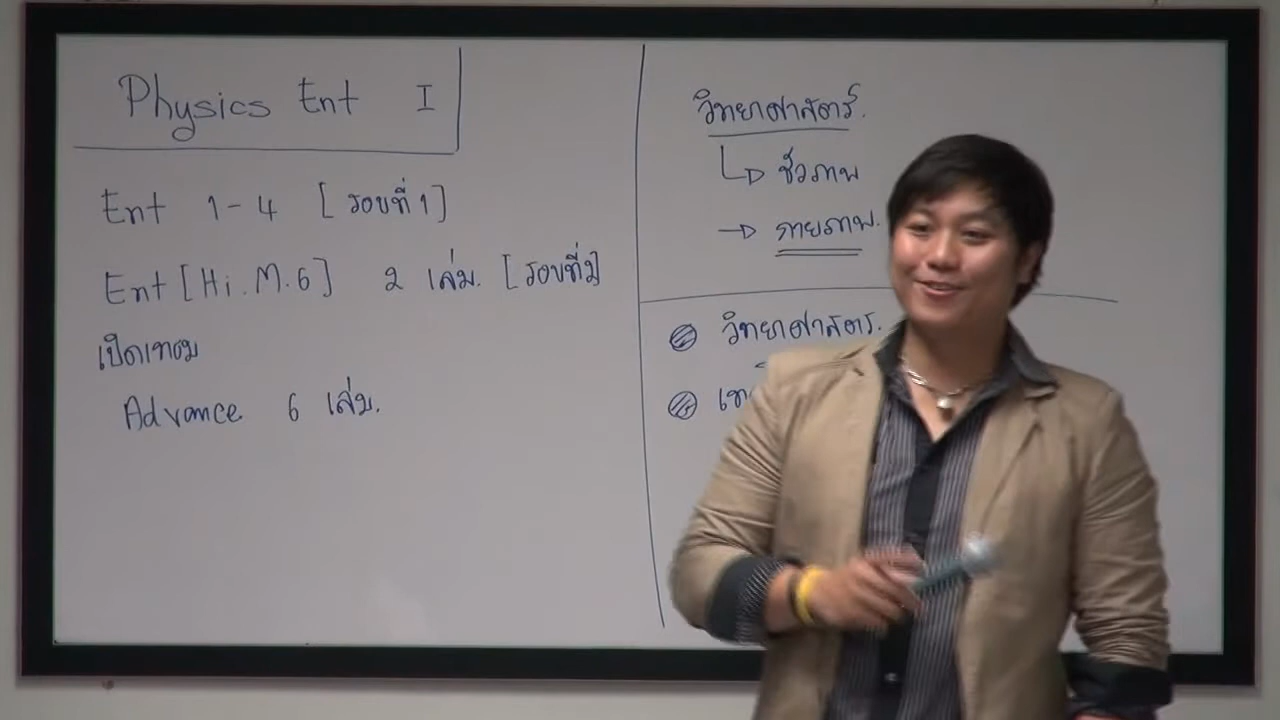 Physics Ent I
Ent 1-4 [รอบที่ 1]
Ent [Hi.M.6] 2 เล่ม. [รอบที่ 2]
เปิดเทอม
Advance 6 เล่ม.
วิทยาศาสตร์.
ชีวภาพ
กายภาพ.
วิทยาศาสตร์.